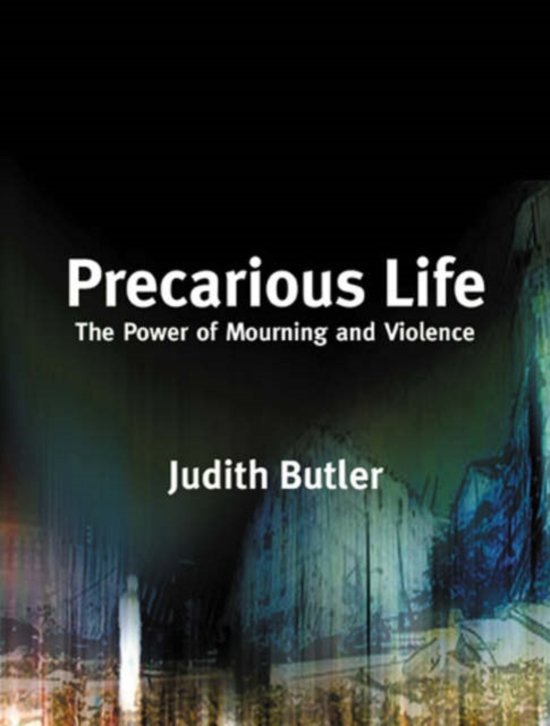 Precarious Life
The Power of Mourning and Violence
Judith Butler